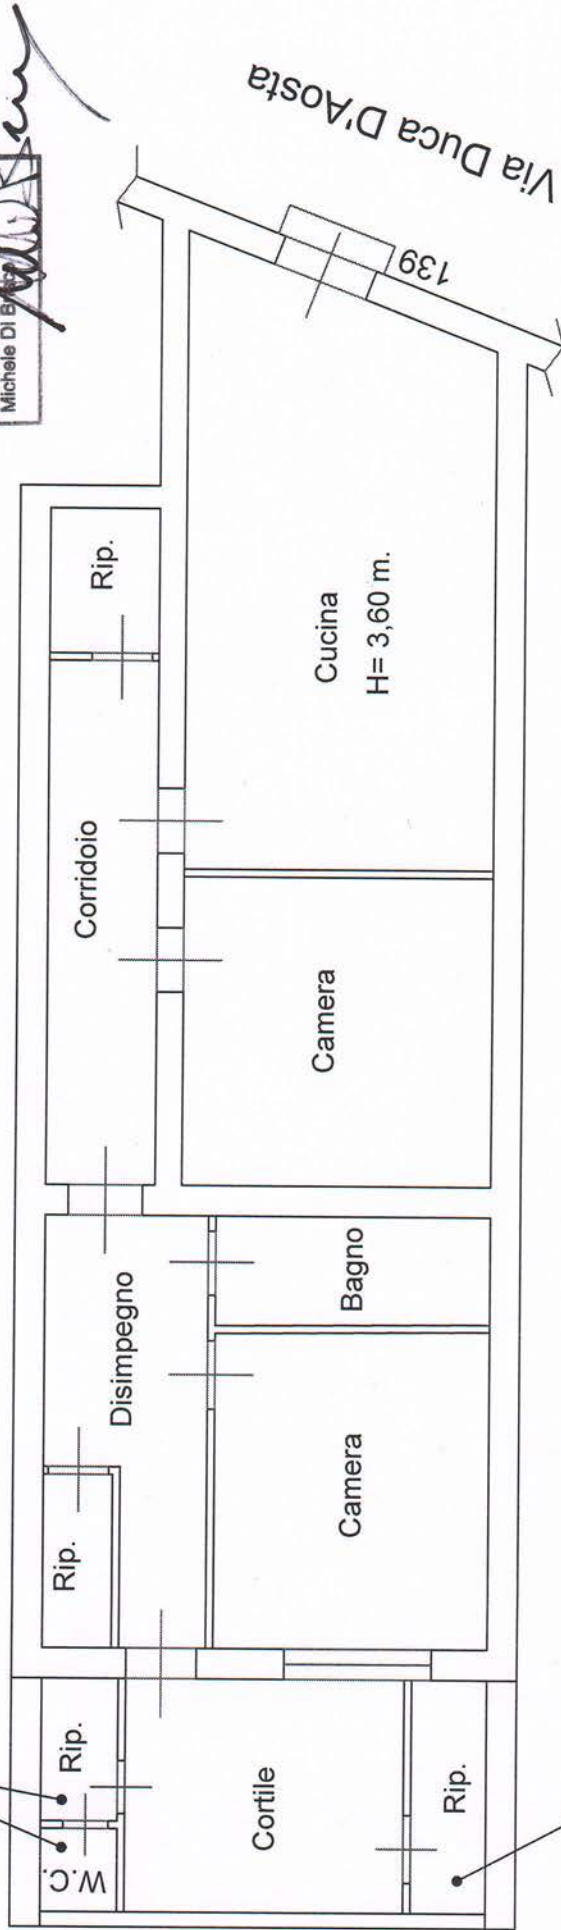 Michele Di
Via Duca D'Aosta
139
Rip.
Cucina
H= 3,60 m.
Corridoio
Camera
Bagno
Disimpegno
Camera
Rip.
Rip.
W.C.
Cortile
Rip.